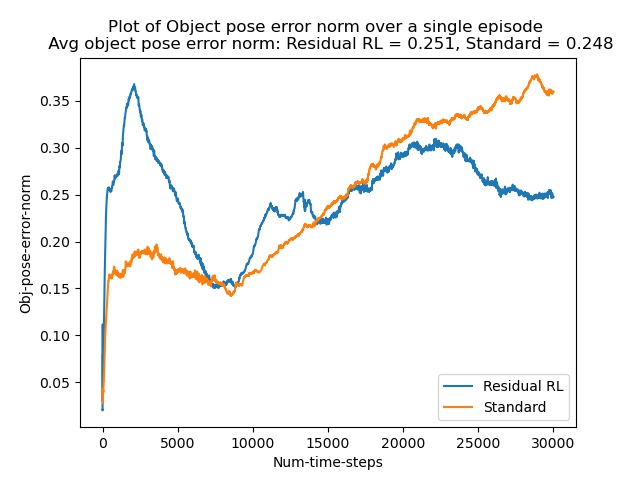 Plot of Object pose error norm over a single episode
Avg object pose error norm: Residual RL = 0.251, Standard = 0.248
Obj-pose-error-norm
0.35
0.30
0.25
0.20
0.15
0.10
0.05
Residual RL
Standard
0 5000 10000 15000 20000 25000 30000
Num-time-steps